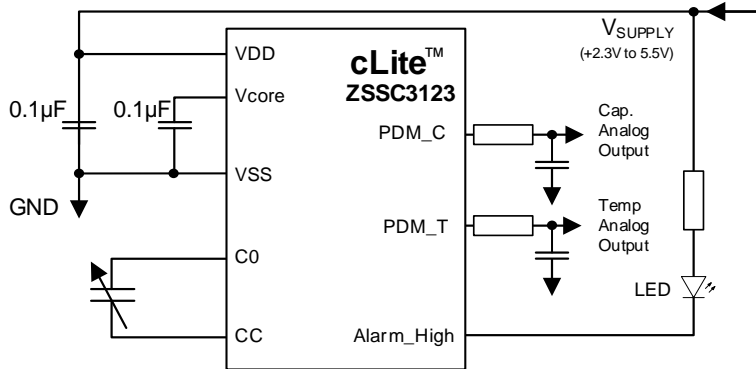 VSUPPLY
(+2.3V to 5.5V)
cLite™
ZSSC3123
VDD
Vcore
0.1µF
0.1µF
PDM_C
Cap.
Analog
Output
VSS
GND
PDM_T
Temp
Analog
Output
C0
LED
CC
Alarm_High